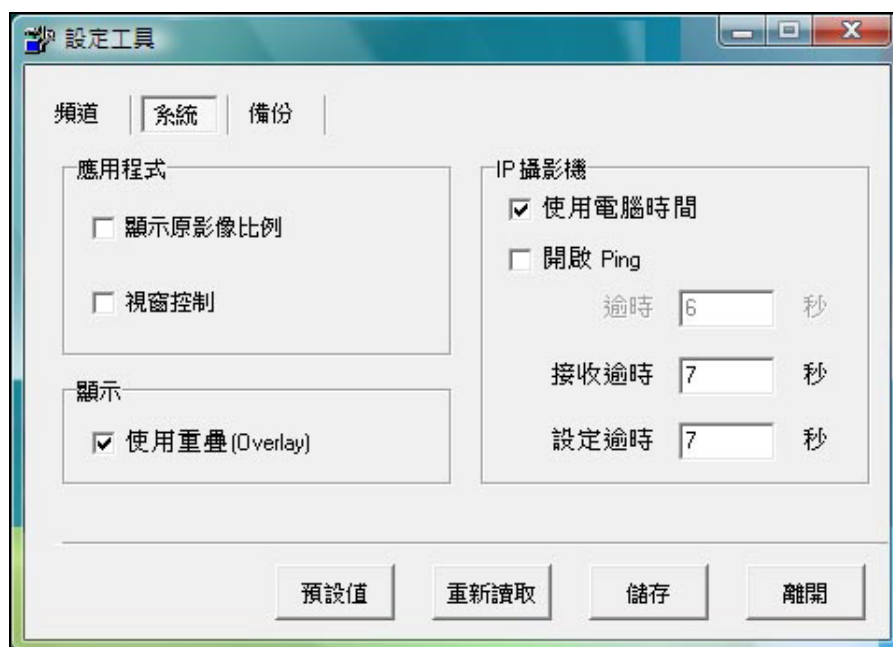 設定工具
頻道 系統 備份
應用程式
顯示原影像比例
視窗控制
顯示
使用重疊(Overlay)
IP 攝影機
使用電腦時間
開啟 Ping
逾時 6 秒
接收逾時 7 秒
設定逾時 7 秒
預設值 重新讀取 儲存 離開